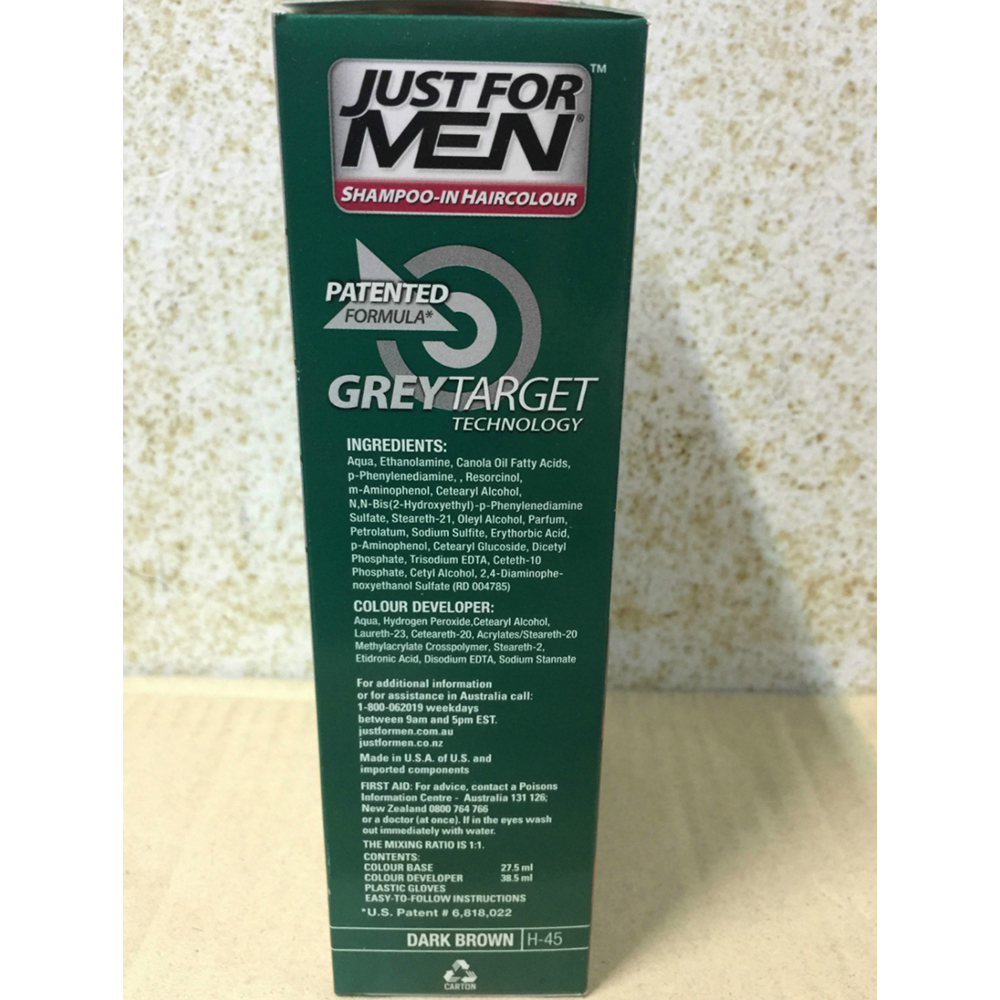 JUST FOR ™
MEN®
SHAMPOO-IN HAIRCOLOUR
PATENTED
FORMULA*
GREYTARGET
TECHNOLOGY
INGREDIENTS:
Aqua, Ethanolamine, Canola Oil Fatty Acids,
p-Phenylenediamine, , Resorcinol,
m-Aminophenol, Cetearyl Alcohol,
N,N-Bis(2-Hydroxyethyl)-p-Phenylenediamine
Sulfate, Steareth-21, Oleyl Alcohol, Parfum,
Petrolatum, Sodium Sulfite, Erythorbic Acid,
p-Aminophenol, Cetearyl Glucoside, Dicetyl
Phosphate, Trisodium EDTA, Ceteth-10
Phosphate, Cetyl Alcohol, 2,4-Diaminophe-
noxyethanol Sulfate (RD 004785)
COLOUR DEVELOPER:
Aqua, Hydrogen Peroxide,Cetearyl Alcohol,
Laureth-23, Ceteareth-20, Acrylates/Steareth-20
Methylacrylate Crosspolymer, Steareth-2,
Etidronic Acid, Disodium EDTA, Sodium Stannate
For additional information
or for assistance in Australia call:
1-800-062019 weekdays
between 9am and 5pm EST.
justformen.com.au
justformen.co.nz
Made in U.S.A. of U.S. and
imported components
FIRST AID: For advice, contact a Poisons
Information Centre - Australia 131 126;
New Zealand 0800 764 766
or a doctor (at once). If in the eyes wash
out immediately with water.
THE MIXING RATIO IS 1:1.
CONTENTS:
COLOUR BASE 27.5 ml
COLOUR DEVELOPER 38.5 ml
PLASTIC GLOVES
EASY-TO-FOLLOW INSTRUCTIONS
*U.S. Patent # 6,818,022
DARK BROWN H-45
CARTON